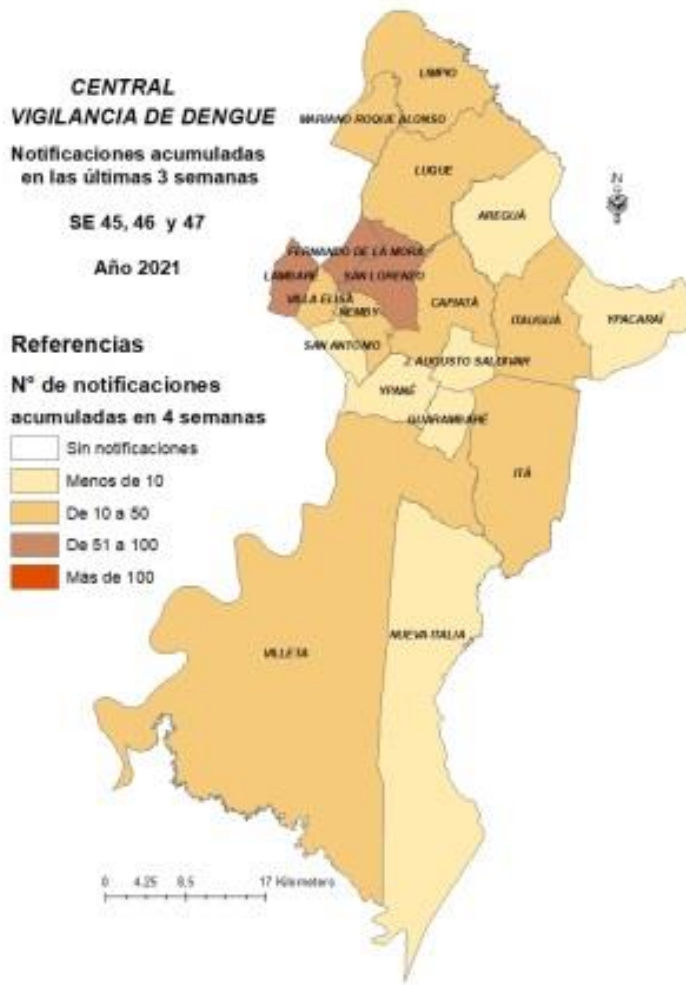 CENTRAL
VIGILANCIA DE DENGUE
Notificaciones acumuladas
en las últimas 3 semanas
SE 45, 46 y 47
Año 2021
Referencias
N° de notificaciones
acumuladas en 4 semanas
Sin notificaciones
Menos de 10
De 10 a 50
De 51 a 100
Más de 100
LIMPIO
MARIANO ROQUE ALONSO
LUQUE
AREGUÁ
N
FERNANDO DE LA MORA
LAMBARÉ
SAN LORENZO
VILLA ELISA
CAPIATÁ
ÑEMBY
ITAUGUÁ
YPACARAÍ
SAN ANTONIO
J. AUGUSTO SALDIVAR
YPANÉ
GUARAMBARÉ
ITÁ
NUEVA ITALIA
VILLETA
0 4.25 8.5 17 Kilometers